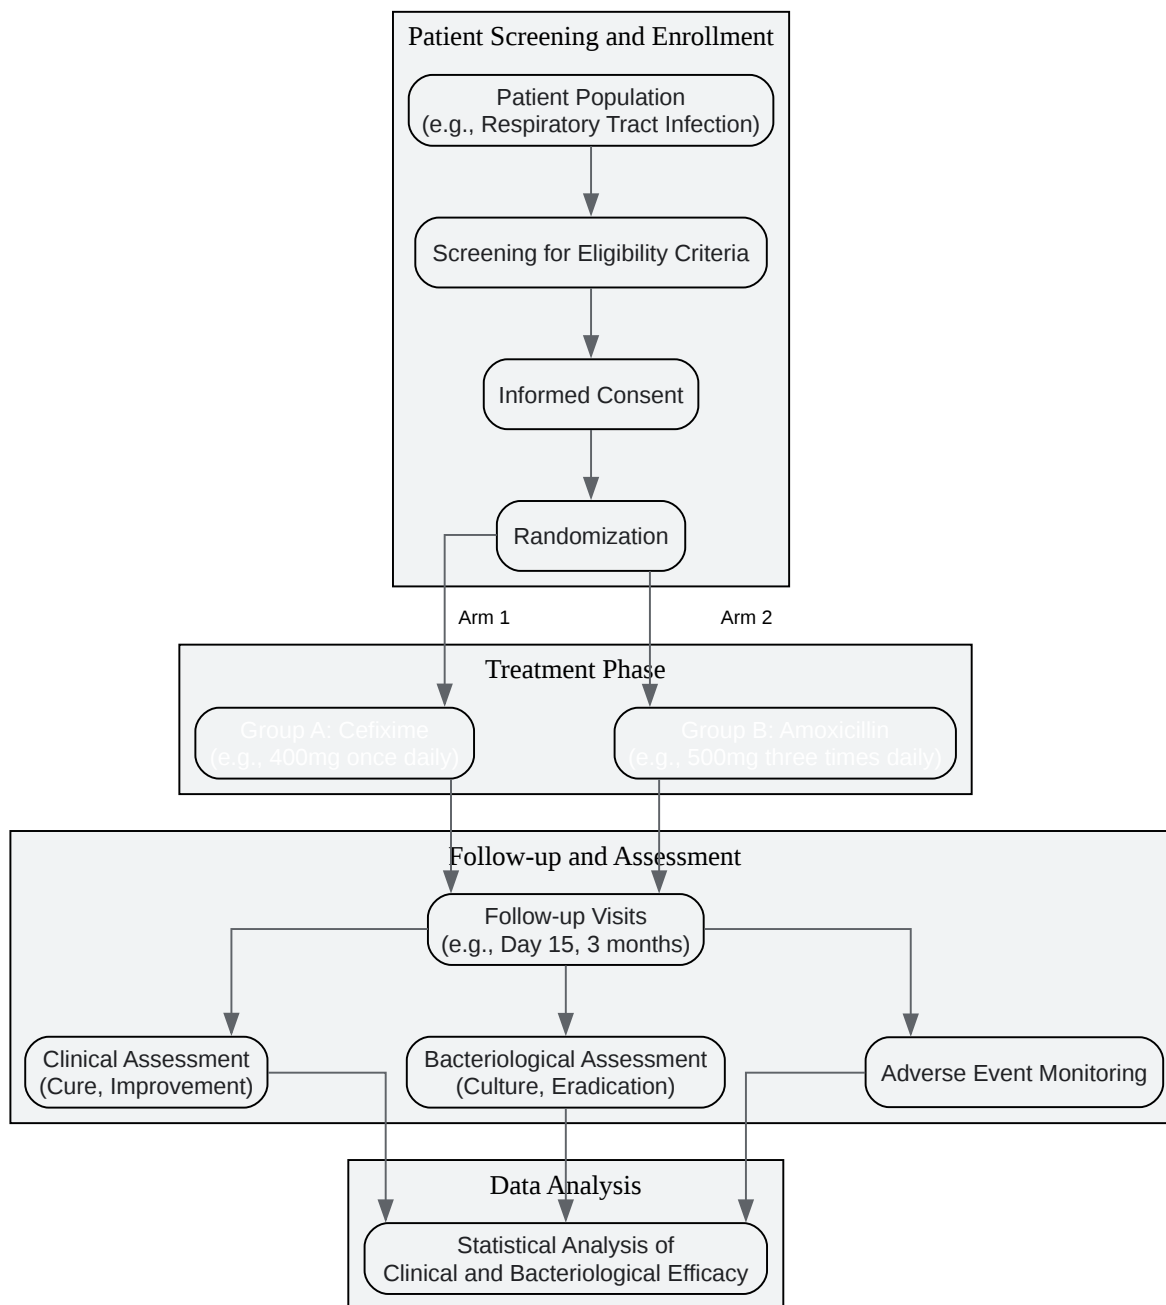 Patient Screening and Enrollment
Patient Population
(e.g., Respiratory Tract Infection)
Screening for Eligibility Criteria
Informed Consent
Randomization
Arm 1
Arm 2
Treatment Phase
Group A: Cefixime
(e.g., 400mg once daily)
Group B: Amoxicillin
(e.g., 500mg three times daily)
Follow-up and Assessment
Follow-up Visits
(e.g., Day 15, 3 months)
Clinical Assessment
(Cure, Improvement)
Bacteriological Assessment
(Culture, Eradication)
Adverse Event Monitoring
Data Analysis
Statistical Analysis of
Clinical and Bacteriological Efficacy